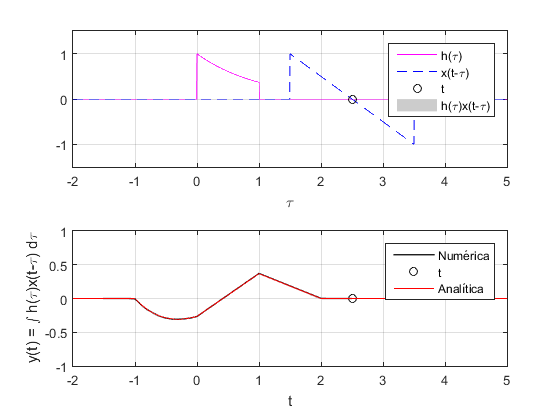 1
0
-1
-2 -1 0 1 2 3 4 5
τ
h(τ)
x(t-τ)
t
h(τ)x(t-τ)
y(t) = ∫ h(τ)x(t-τ) dτ
1
0.5
0
-0.5
-1
-2 -1 0 1 2 3 4 5
t
Numérica
t
Analítica